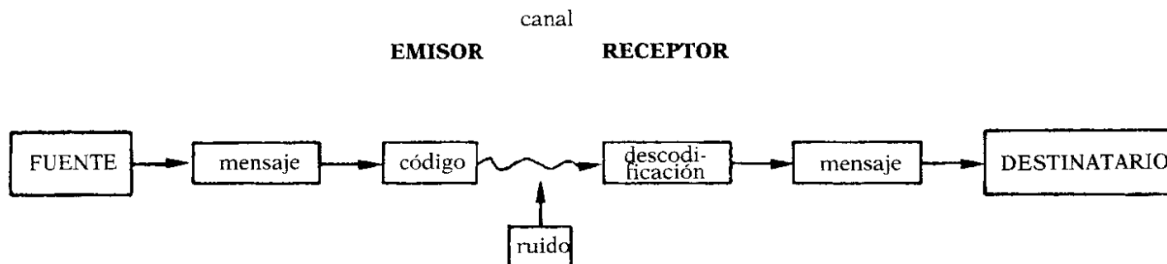 canal
EMISOR RECEPTOR
FUENTE mensaje código descodi-
ficación mensaje DESTINATARIO
ruido